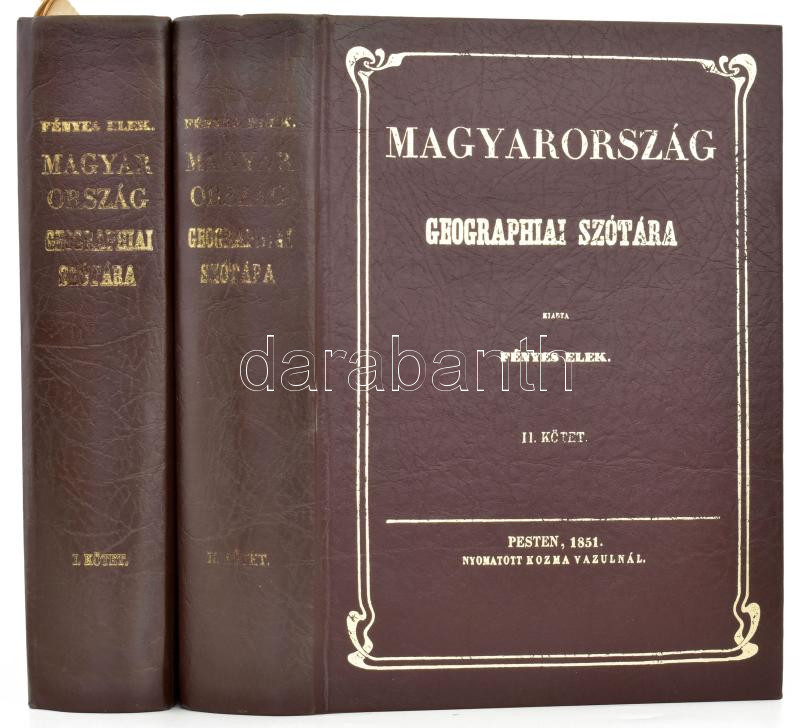 FÉNYES ELEK.
MAGYAR
ORSZÁG
GEOGRAPHIAI
SZÓTÁRA
I. KÖTET.
FÉNYES ELEK.
MAGYAR
ORSZÁG
GEOGRAPHIAI
SZÓTÁRA
II. KÖTET.
MAGYARORSZÁG
GEOGRAPHIAI SZÓTÁRA
KIADTA
FÉNYES ELEK.
II. KÖTET.
PESTEN, 1851.
NYOMATOTT KOZMA VAZULNÁL.
darabanth